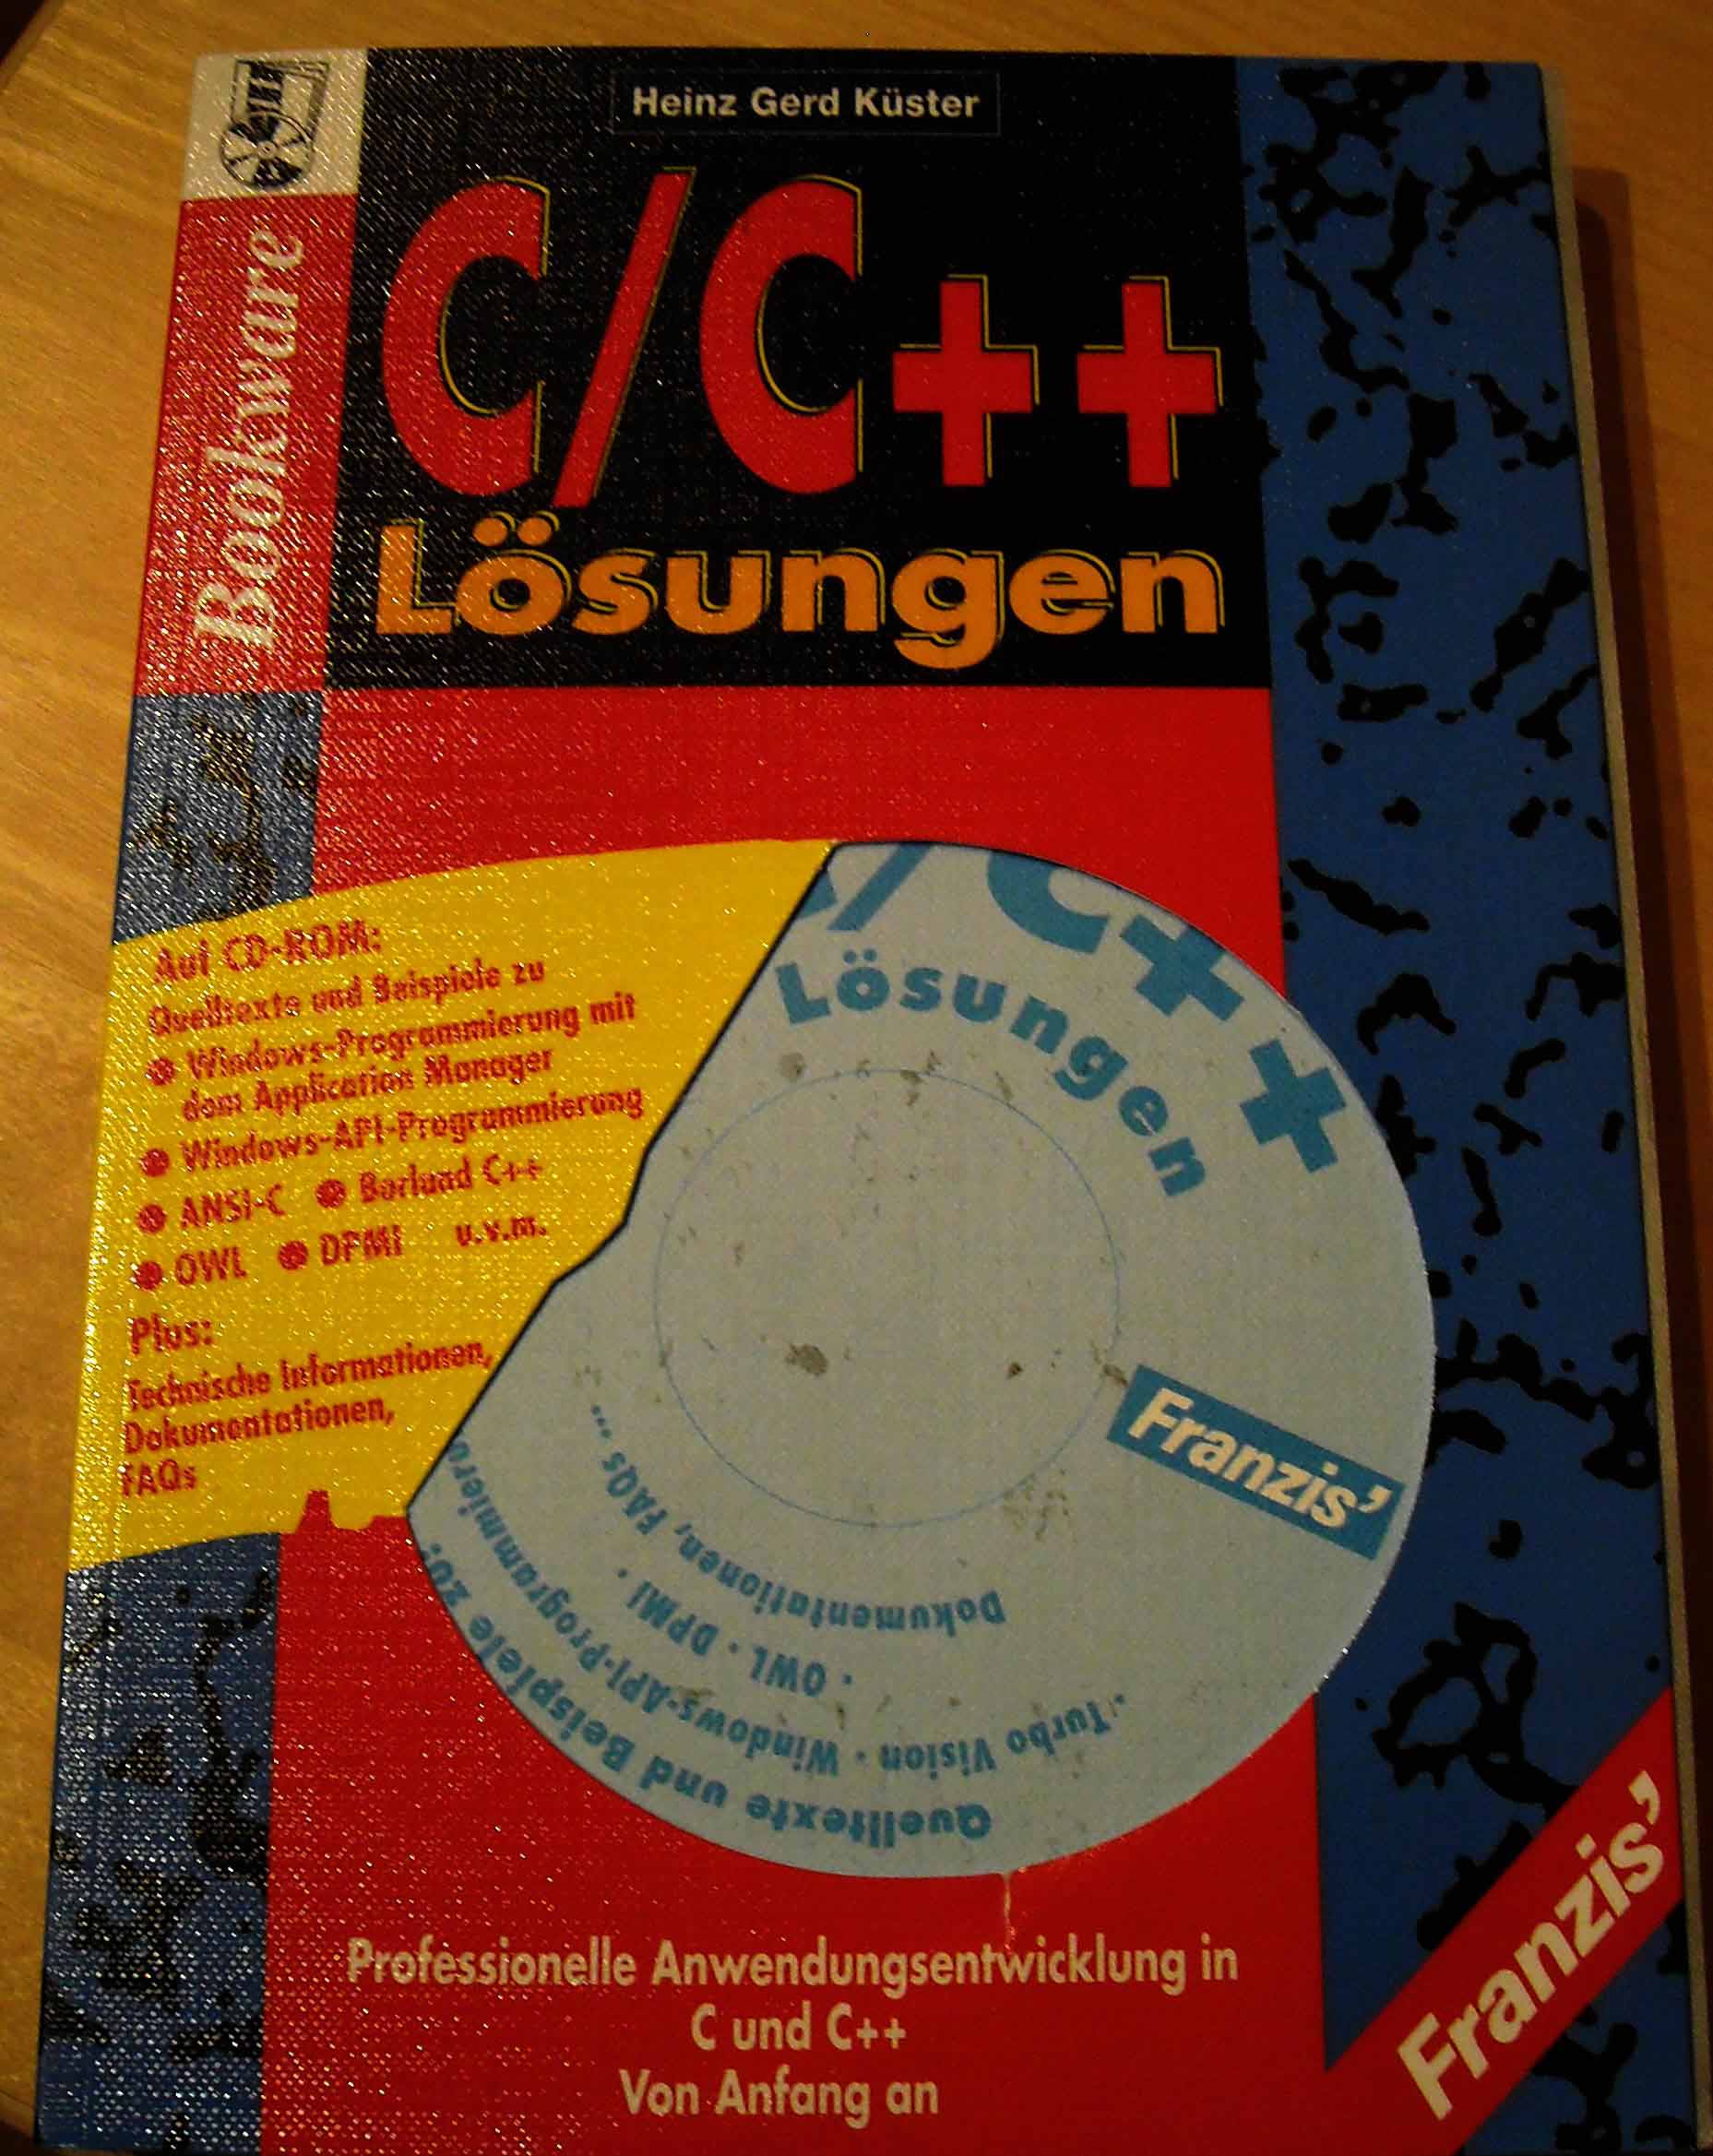 Heinz Gerd Küster
C/C++
Lösungen
Bookware
Auf CD-ROM:
Quelltexte und Beispiele zu
Windows-Programmierung mit
dem Application Manager
Windows-API-Programmierung
ANSI-C Borland C++
OWL DPMI u.v.m.
Plus:
Technische Informationen,
Dokumentationen,
FAQs
/C++
Lösungen
Franzis’
Quelltexte und Beispiele zu:
Turbo Vision · Windows-API-Programmieru
· OWL · DPMI ·
Dokumentationen, FAQs ...
Professionelle Anwendungsentwicklung in
C und C++
Von Anfang an
Franzis’